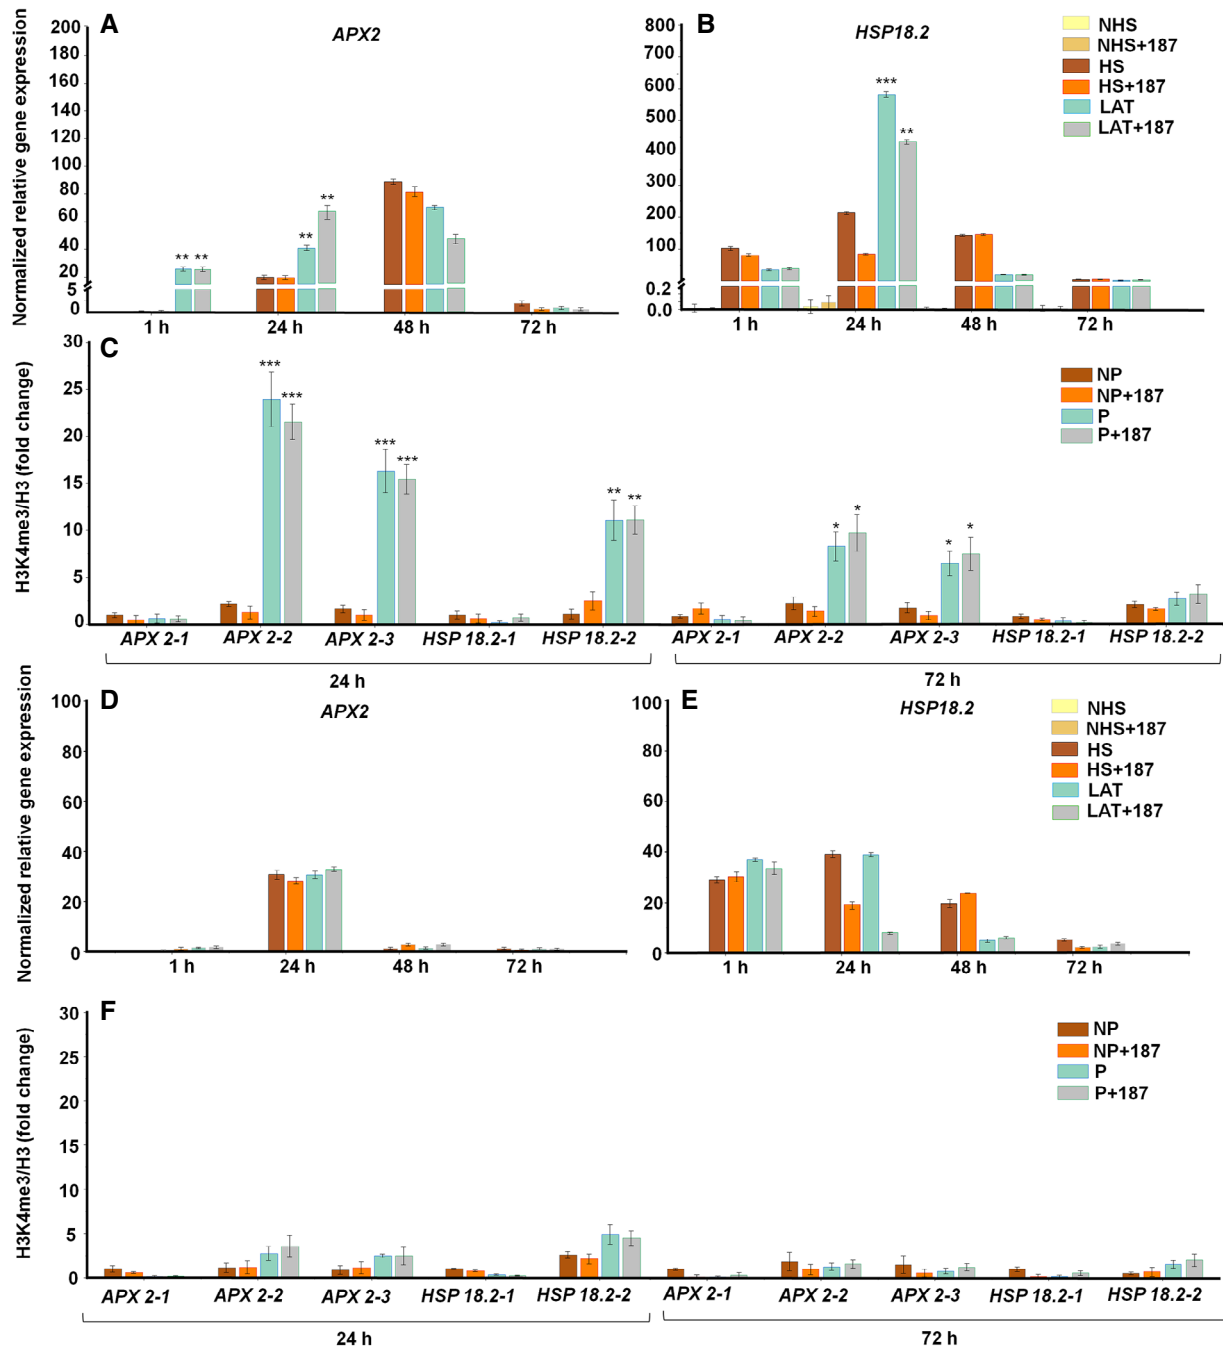 A
APX2
Normalized relative gene expression
200
180
160
140
120
100
80
60
40
20
5
0
** **
**
**
1 h 24 h 48 h 72 h
B
HSP18.2
800
700
600
500
400
300
200
100
0.2
0.0
***
**
1 h 24 h 48 h 72 h
NHS
NHS+187
HS
HS+187
LAT
LAT+187
C
H3K4me3/H3 (fold change)
30
25
20
15
10
5
0
***
***
***
***
** **
* *
* *
NP
NP+187
P
P+187
APX 2-1 APX 2-2 APX 2-3 HSP 18.2-1 HSP 18.2-2 APX 2-1 APX 2-2 APX 2-3 HSP 18.2-1 HSP 18.2-2
24 h 72 h
D
APX2
Normalized relative gene expression
100
80
60
40
20
0
1 h 24 h 48 h 72 h
E
HSP18.2
100
80
60
40
20
0
1 h 24 h 48 h 72 h
NHS
NHS+187
HS
HS+187
LAT
LAT+187
F
H3K4me3/H3 (fold change)
30
25
20
15
10
5
0
NP
NP+187
P
P+187
APX 2-1 APX 2-2 APX 2-3 HSP 18.2-1 HSP 18.2-2 APX 2-1 APX 2-2 APX 2-3 HSP 18.2-1 HSP 18.2-2
24 h 72 h